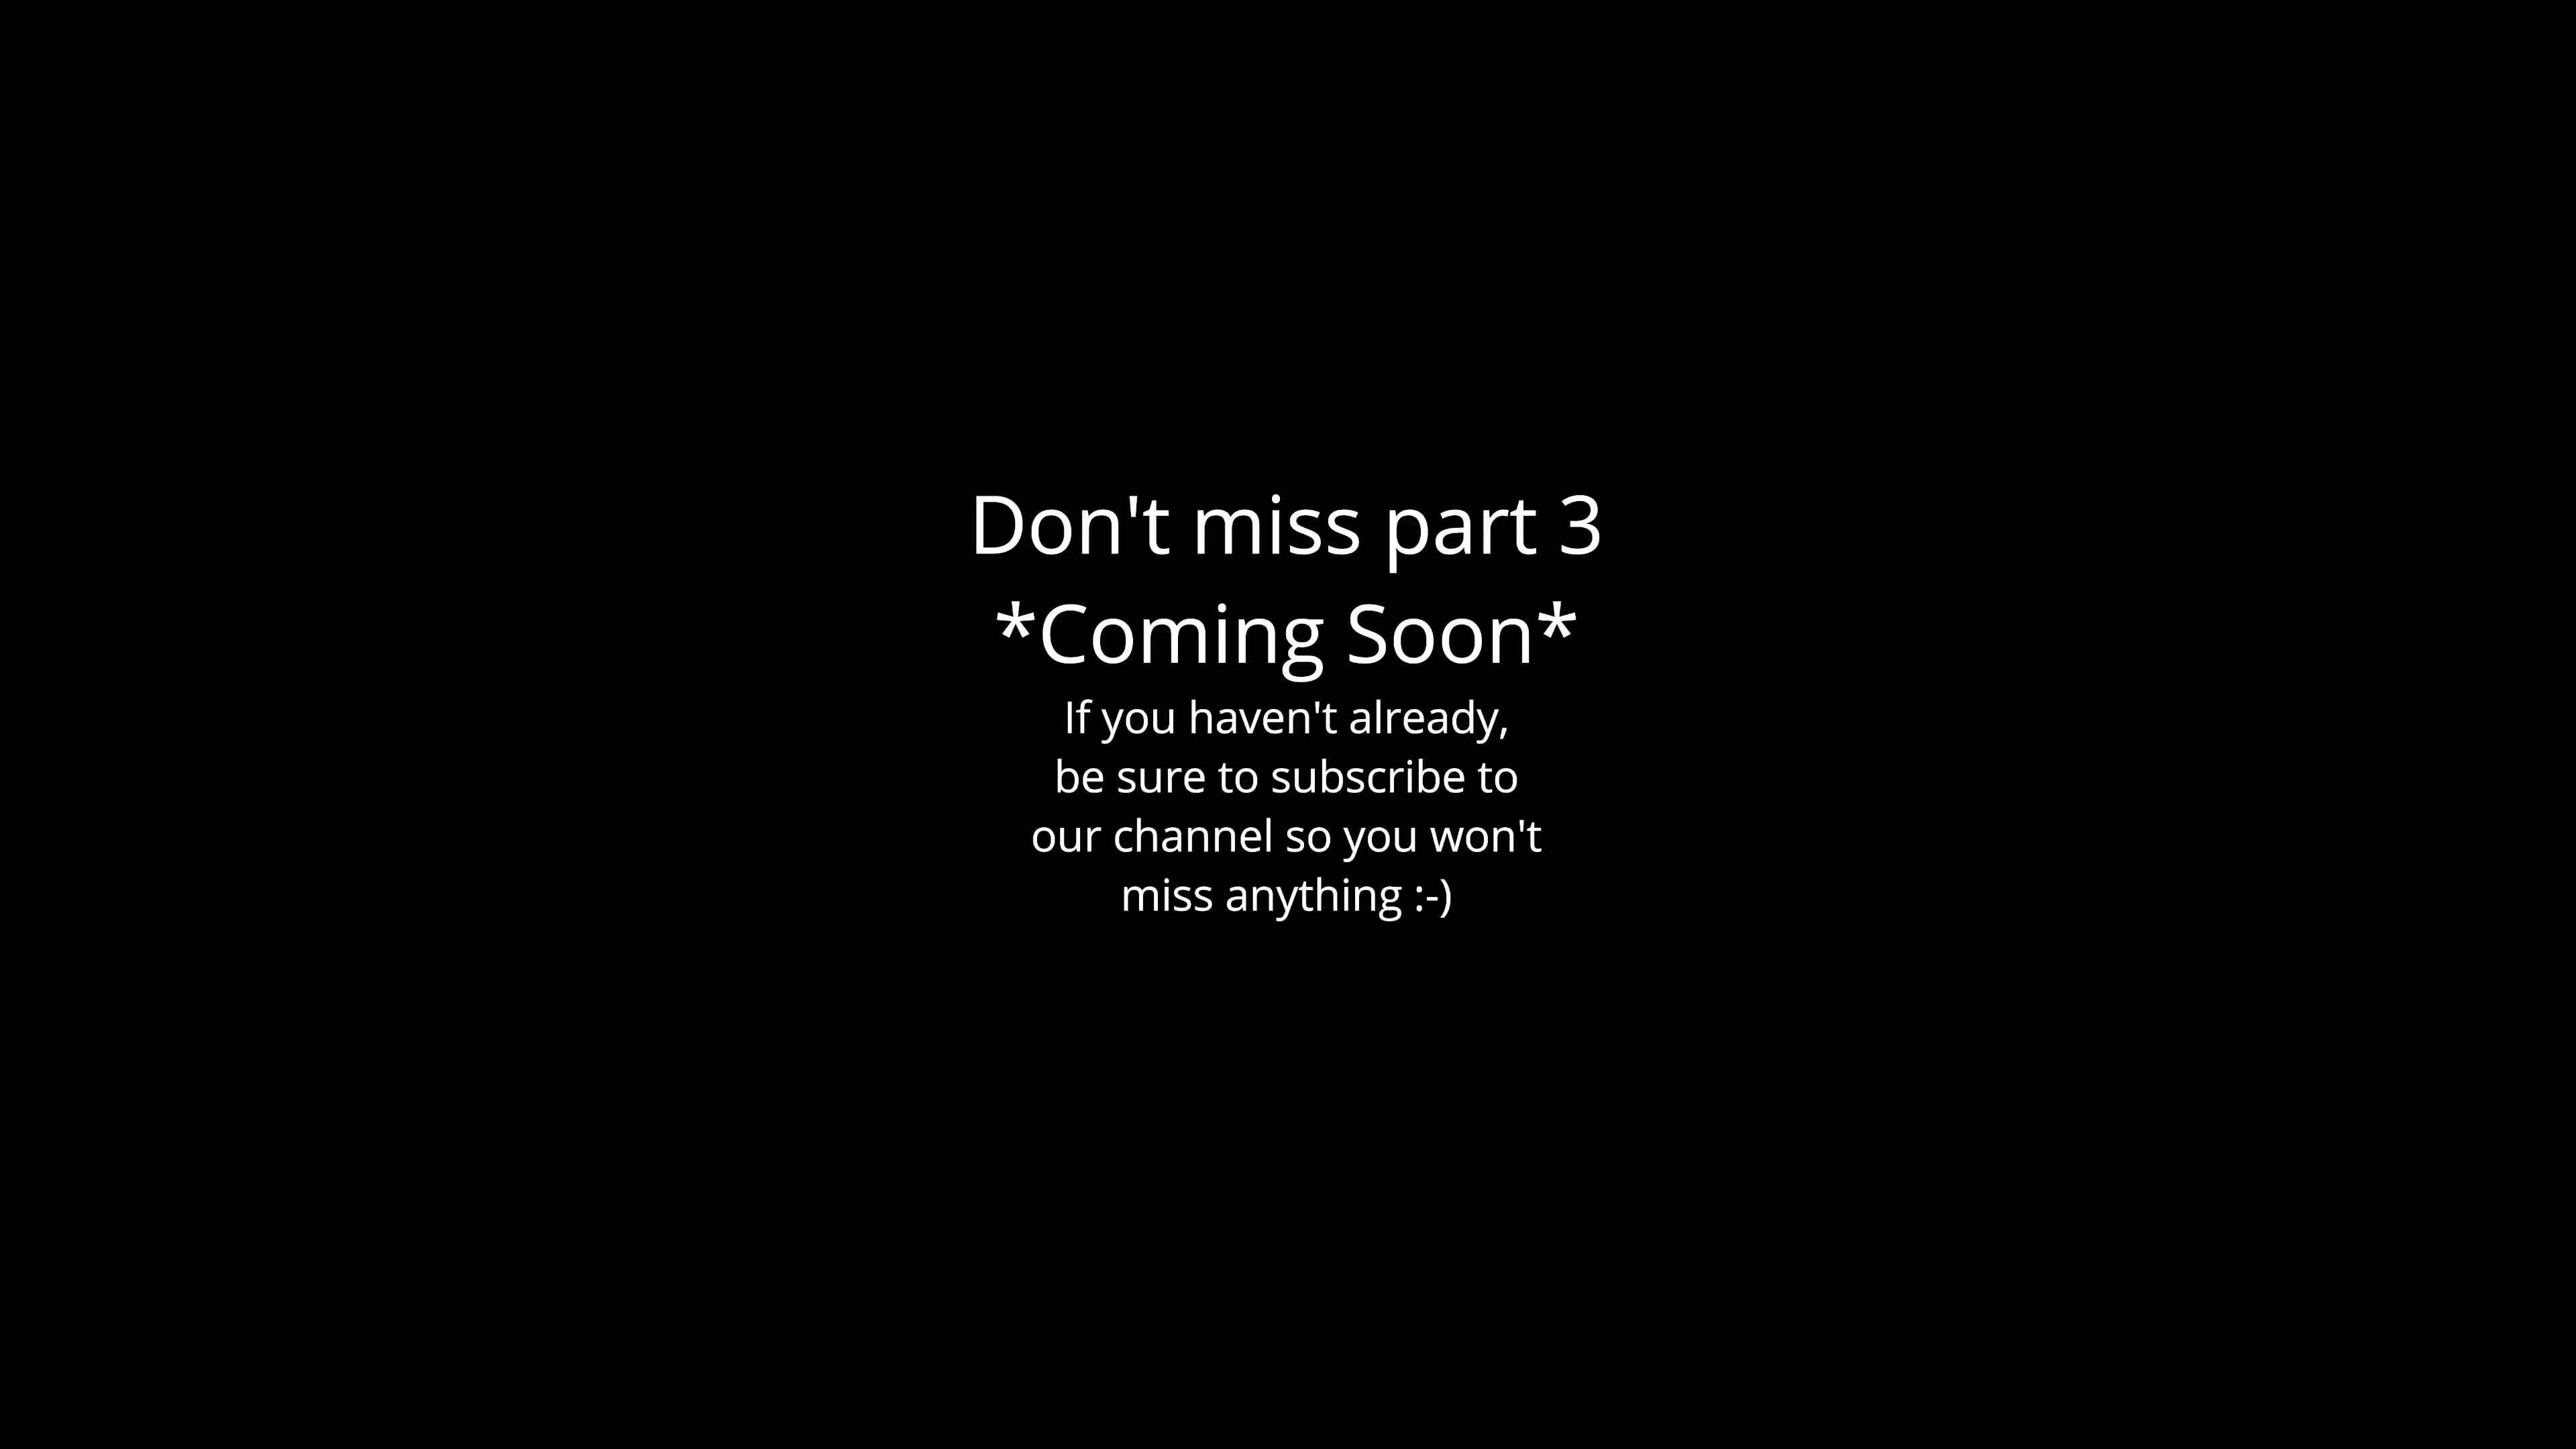 Don't miss part 3
*Coming Soon*
If you haven't already,
be sure to subscribe to
our channel so you won't
miss anything :-)